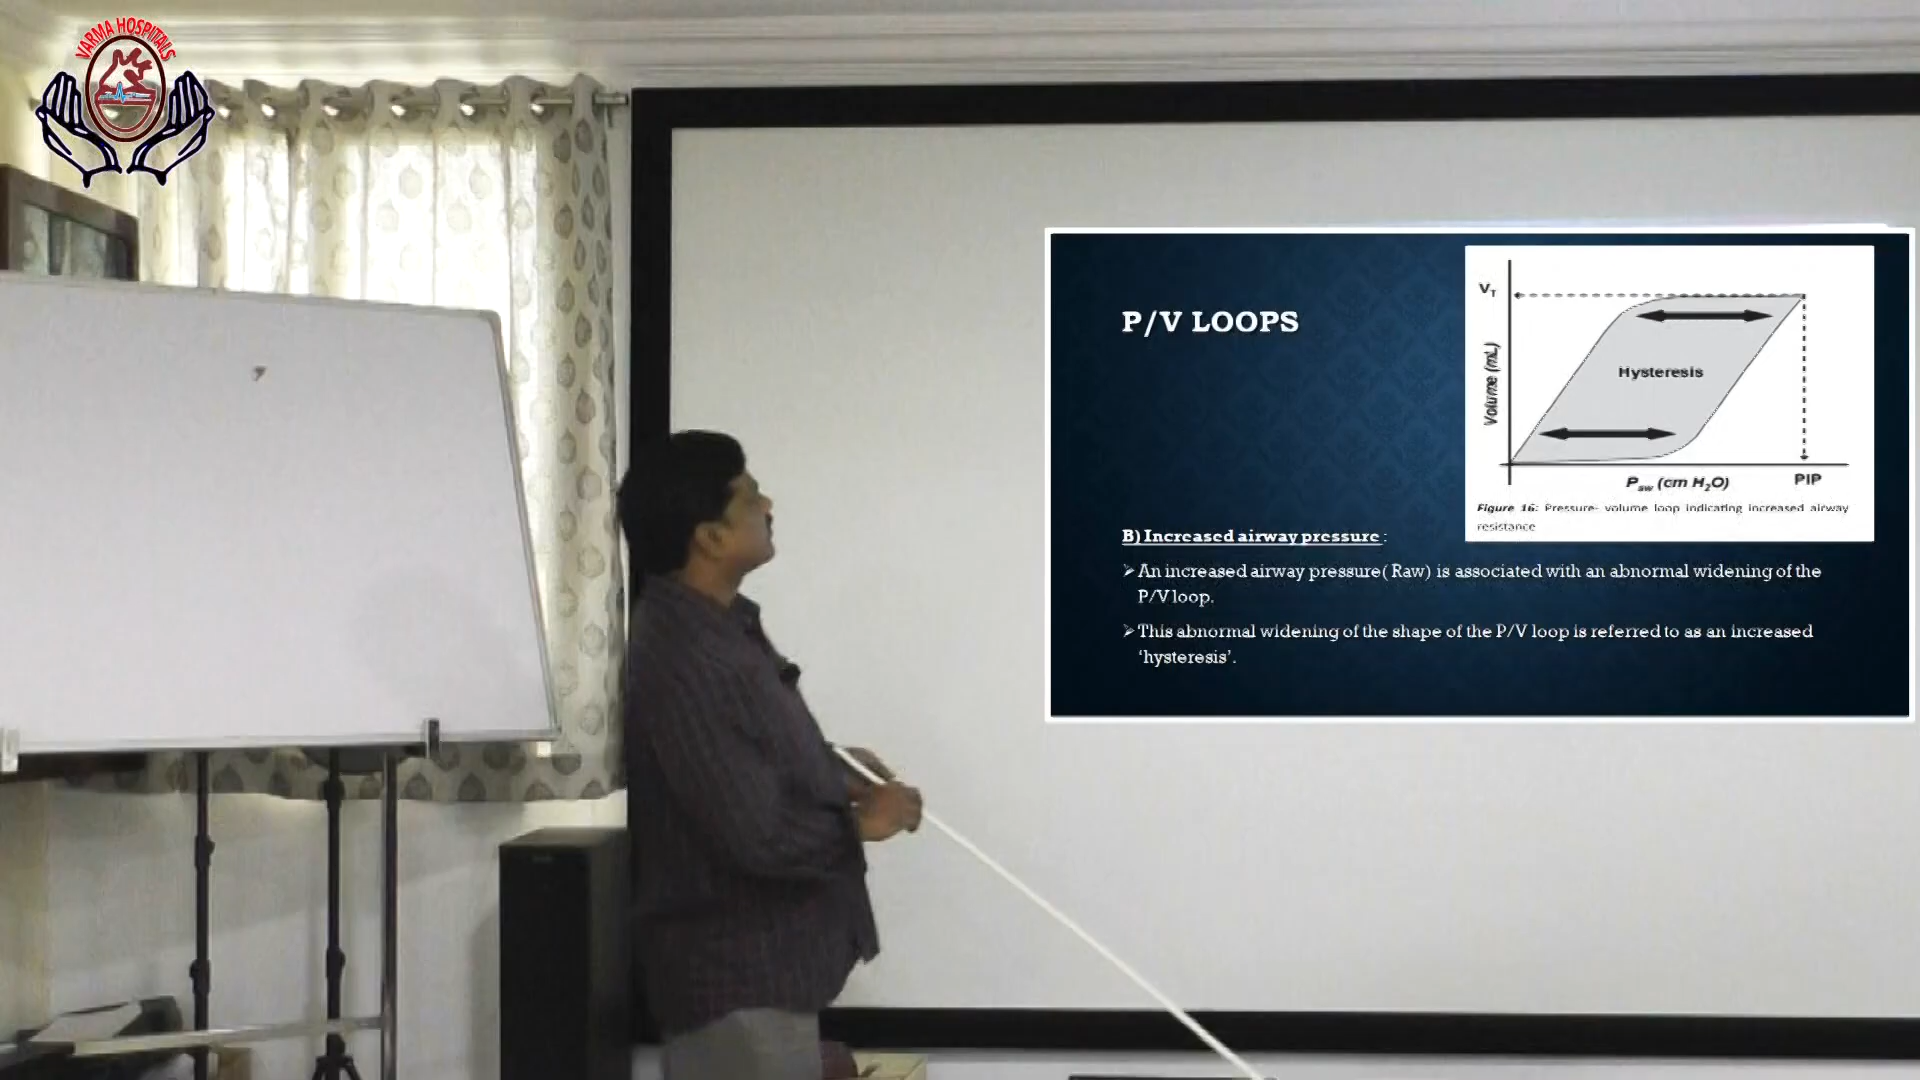 VARMA HOSPITALS
P/V LOOPS
VT
Volume (mL)
Hysteresis
Paw (cm H2O)
PIP
Figure 16: Pressure- volume loop indicating increased airway
resistance
B) Increased airway pressure :
➢ An increased airway pressure( Raw) is associated with an abnormal widening of the
P/V loop.
➢ This abnormal widening of the shape of the P/V loop is referred to as an increased
‘hysteresis’.